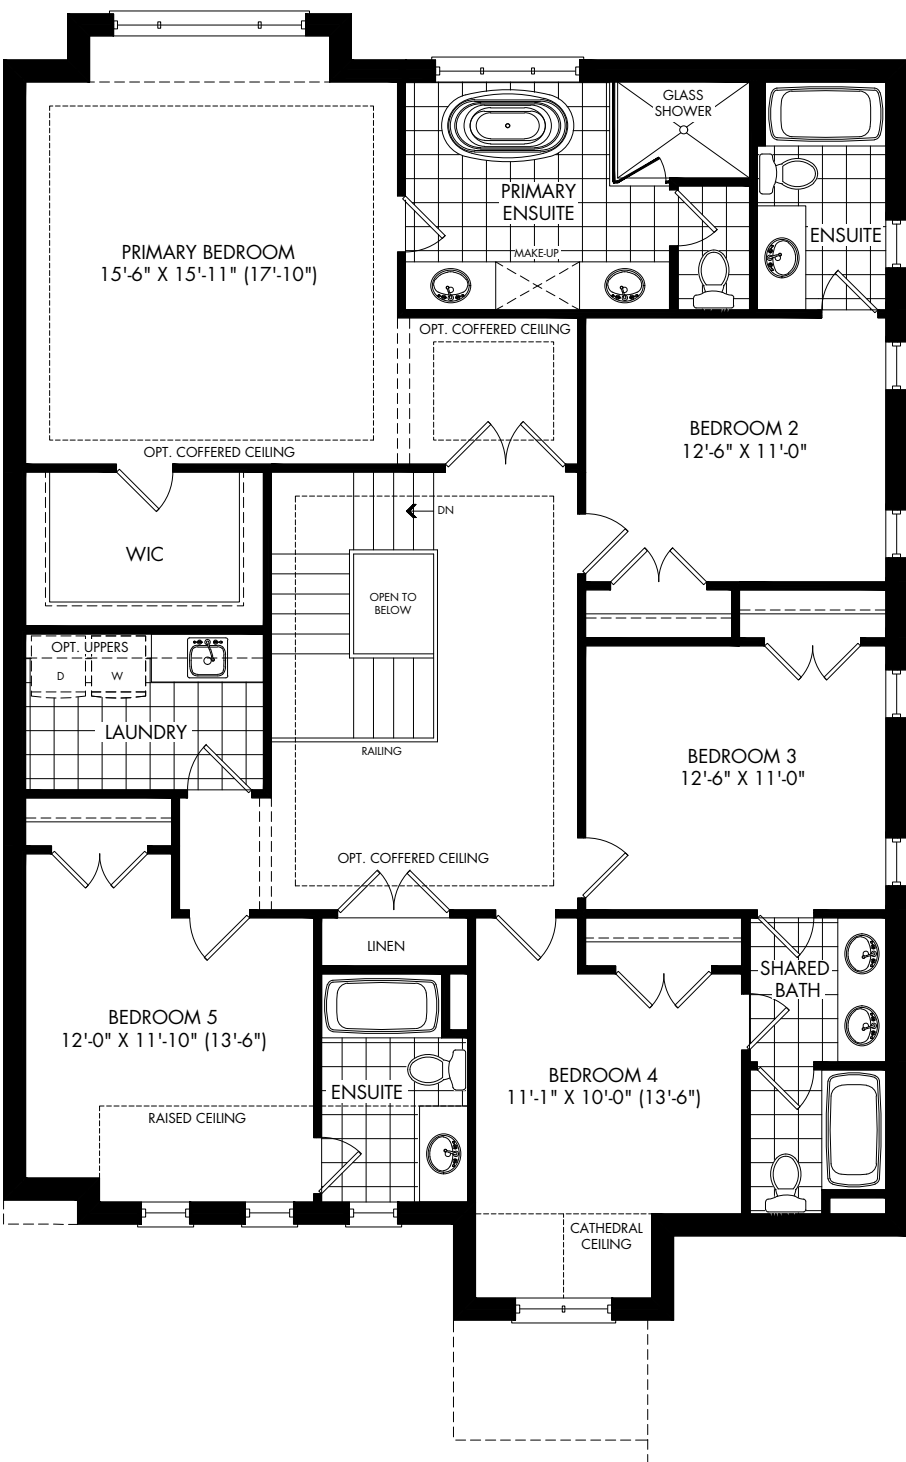 GLASS
SHOWER
PRIMARY
ENSUITE
ENSUITE
PRIMARY BEDROOM
15'-6" X 15'-11" (17'-10")
MAKE-UP
OPT. COFFERED CEILING
BEDROOM 2
12'-6" X 11'-0"
OPT. COFFERED CEILING
DN
WIC
OPEN TO
BELOW
OPT. UPPERS
D
W
LAUNDRY
RAILING
BEDROOM 3
12'-6" X 11'-0"
OPT. COFFERED CEILING
LINEN
SHARED
BATH
BEDROOM 5
12'-0" X 11'-10" (13'-6")
BEDROOM 4
11'-1" X 10'-0" (13'-6")
ENSUITE
RAISED CEILING
CATHEDRAL
CEILING